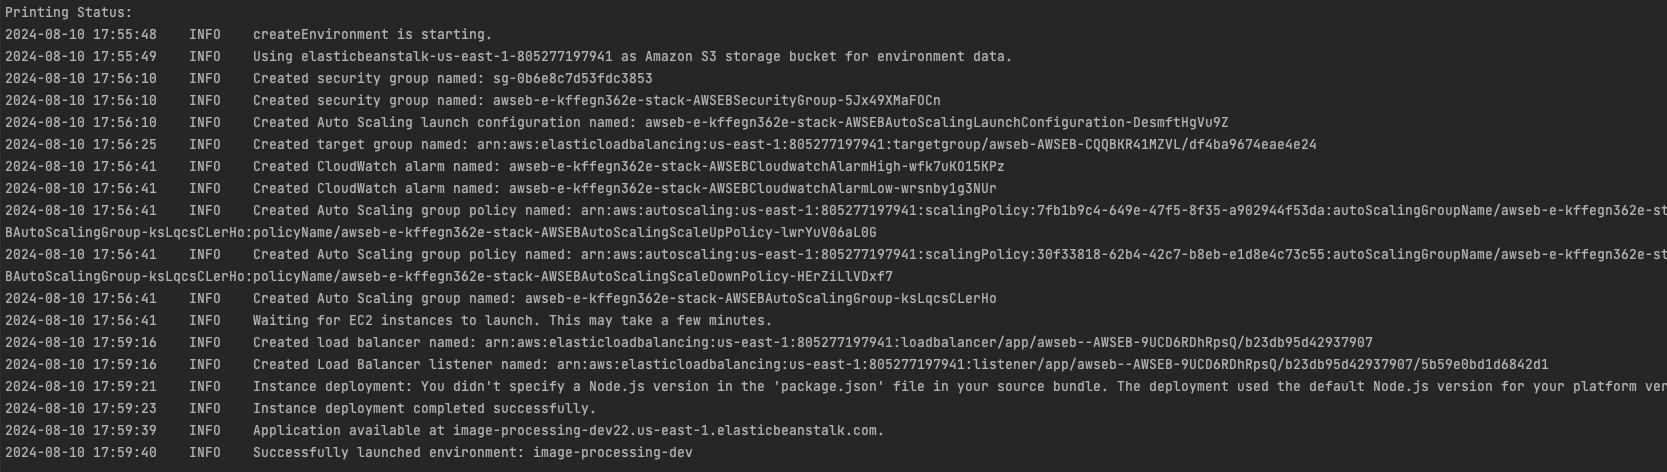 Printing Status:
2024-08-10 17:55:48    INFO    createEnvironment is starting.
2024-08-10 17:55:49    INFO    Using elasticbeanstalk-us-east-1-805277197941 as Amazon S3 storage bucket for environment data.
2024-08-10 17:56:10    INFO    Created security group named: sg-0b6e8c7d53fdc3853
2024-08-10 17:56:10    INFO    Created security group named: awseb-e-kffegn362e-stack-AWSEBSecurityGroup-5Jx49XMaFOCn
2024-08-10 17:56:10    INFO    Created Auto Scaling launch configuration named: awseb-e-kffegn362e-stack-AWSEBAutoScalingLaunchConfiguration-DesmftHgVu9Z
2024-08-10 17:56:25    INFO    Created target group named: arn:aws:elasticloadbalancing:us-east-1:805277197941:targetgroup/awseb-AWSEB-CQQBKR41MZVL/df4ba9674eae4e24
2024-08-10 17:56:41    INFO    Created CloudWatch alarm named: awseb-e-kffegn362e-stack-AWSEBCloudwatchAlarmHigh-wfk7uKO15KPz
2024-08-10 17:56:41    INFO    Created CloudWatch alarm named: awseb-e-kffegn362e-stack-AWSEBCloudwatchAlarmLow-wrsnby1g3NUr
2024-08-10 17:56:41    INFO    Created Auto Scaling group policy named: arn:aws:autoscaling:us-east-1:805277197941:scalingPolicy:7fb1b9c4-649e-47f5-8f35-a902944f53da:autoScalingGroupName/awseb-e-kffegn362e-st
BAutoScalingGroup-ksLqcsCLerHo:policyName/awseb-e-kffegn362e-stack-AWSEBAutoScalingScaleUpPolicy-lwrYuV06aL0G
2024-08-10 17:56:41    INFO    Created Auto Scaling group policy named: arn:aws:autoscaling:us-east-1:805277197941:scalingPolicy:30f33818-62b4-42c7-b8eb-e1d8e4c73c55:autoScalingGroupName/awseb-e-kffegn362e-st
BAutoScalingGroup-ksLqcsCLerHo:policyName/awseb-e-kffegn362e-stack-AWSEBAutoScalingScaleDownPolicy-HErZiLlVDxf7
2024-08-10 17:56:41    INFO    Created Auto Scaling group named: awseb-e-kffegn362e-stack-AWSEBAutoScalingGroup-ksLqcsCLerHo
2024-08-10 17:56:41    INFO    Waiting for EC2 instances to launch. This may take a few minutes.
2024-08-10 17:59:16    INFO    Created load balancer named: arn:aws:elasticloadbalancing:us-east-1:805277197941:loadbalancer/app/awseb--AWSEB-9UCD6RDhRpsQ/b23db95d42937907
2024-08-10 17:59:16    INFO    Created Load Balancer listener named: arn:aws:elasticloadbalancing:us-east-1:805277197941:listener/app/awseb--AWSEB-9UCD6RDhRpsQ/b23db95d42937907/5b59e0bd1d6842d1
2024-08-10 17:59:21    INFO    Instance deployment: You didn't specify a Node.js version in the 'package.json' file in your source bundle. The deployment used the default Node.js version for your platform ver
2024-08-10 17:59:23    INFO    Instance deployment completed successfully.
2024-08-10 17:59:39    INFO    Application available at image-processing-dev22.us-east-1.elasticbeanstalk.com.
2024-08-10 17:59:40    INFO    Successfully launched environment: image-processing-dev